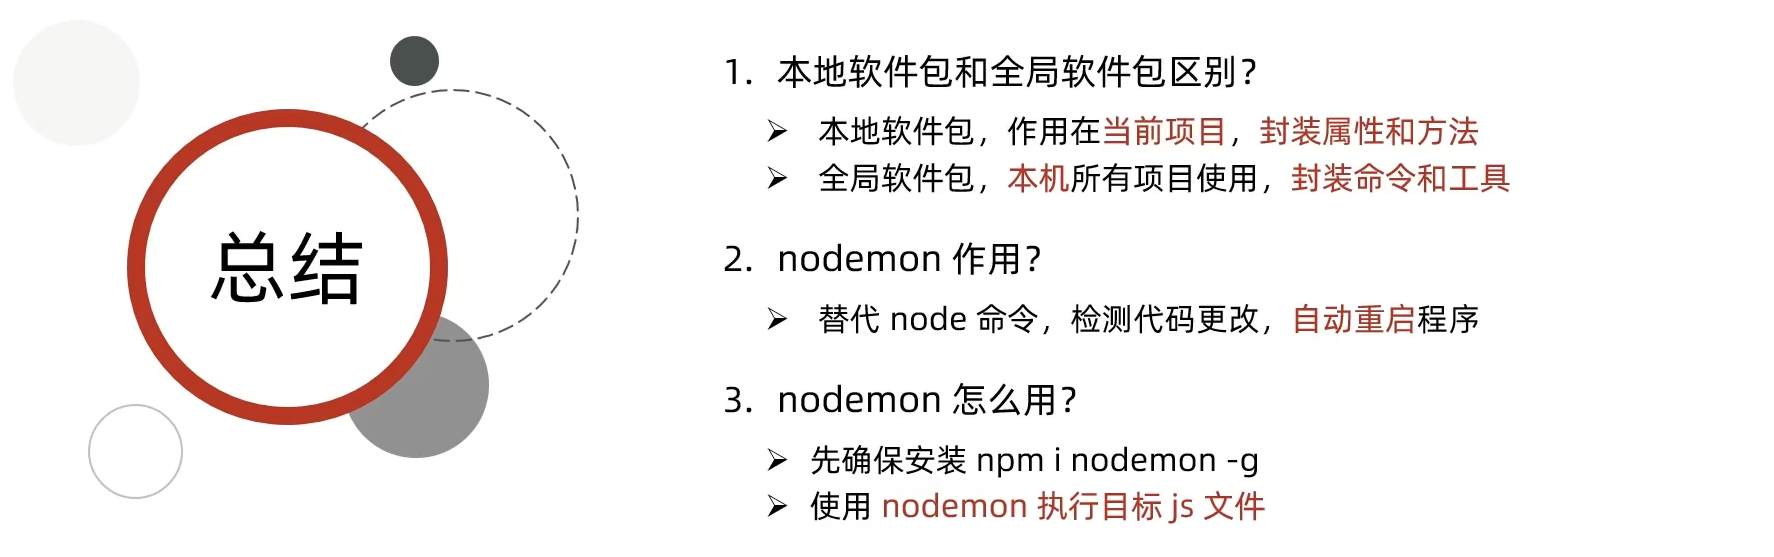 总结
1. 本地软件包和全局软件包区别？
➢ 本地软件包，作用在当前项目，封装属性和方法
➢ 全局软件包，本机所有项目使用，封装命令和工具
2. nodemon 作用？
➢ 替代 node 命令，检测代码更改，自动重启程序
3. nodemon 怎么用？
➢ 先确保安装 npm i nodemon -g
➢ 使用 nodemon 执行目标 js 文件